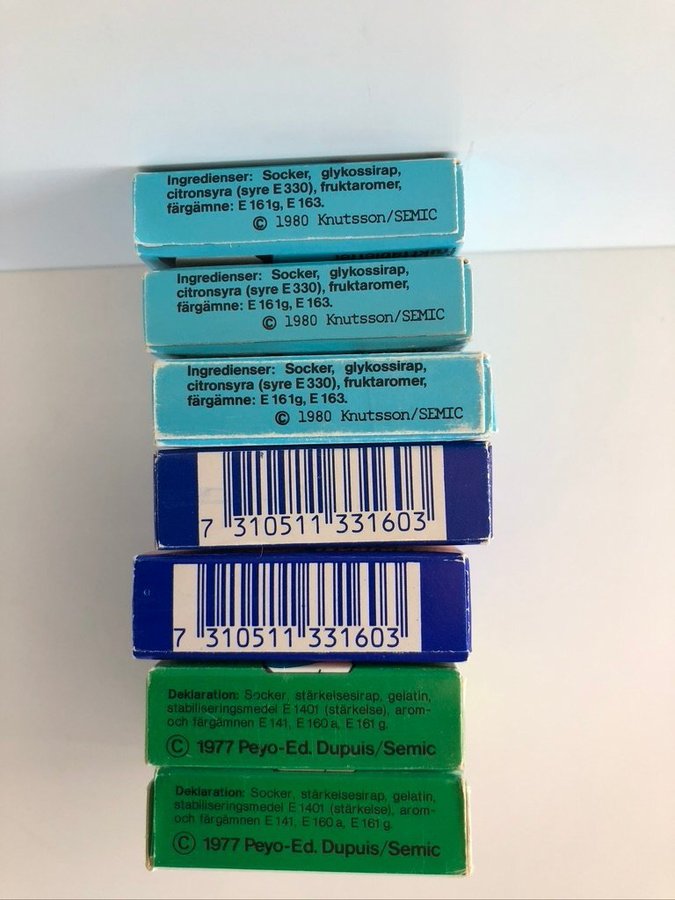 Ingredienser: Socker, glykossirap,
citronsyra (syre E 330), fruktaromer,
färgämne: E 161g, E 163.
© 1980 Knutsson/SEMIC
Ingredienser: Socker, glykossirap,
citronsyra (syre E 330), fruktaromer,
färgämne: E 161g, E 163.
© 1980 Knutsson/SEMIC
Ingredienser: Socker, glykossirap,
citronsyra (syra E 330), fruktaromer,
färgämne: E 161g, E 163.
© 1980 Knutsson/SEMIC
7 310511 331603
7 310511 331603
Deklaration: Socker, stärkelsesirap, gelatin,
stabiliseringsmedel E 1401 (stärkelse), arom-
och färgämnen E 141, E 160 a, E 161 g.
© 1977 Peyo-Ed. Dupuis/Semic
Deklaration: Socker, stärkelsesirap, gelatin,
stabiliseringsmedel E 1401 (stärkelse), arom-
och färgämnen E 141, E 160 a, E 161 g.
© 1977 Peyo-Ed. Dupuis/Semic